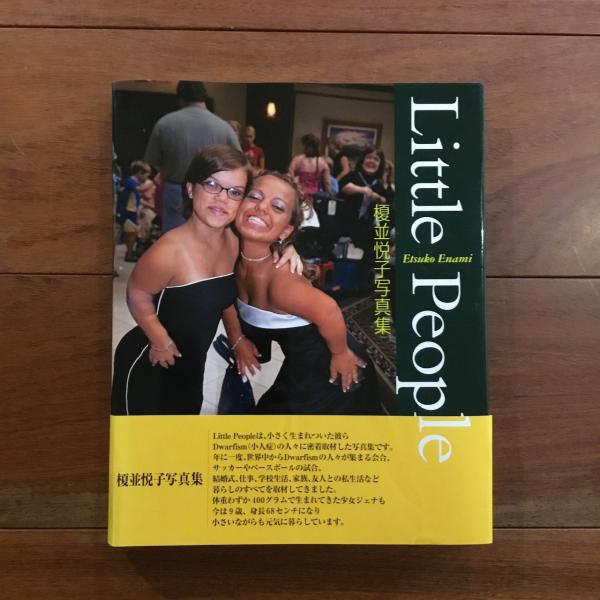 Little People
Etsuko Enami
榎並悦子写真集
榎並悦子写真集
Little Peopleは、小さく生まれついた彼ら
Dwarfism（小人症）の人々に密着取材した写真集です。
年に一度、世界中からDwarfismの人々が集まる会合、
サッカーやベースボールの試合、
結婚式、仕事、学校生活、家族、友人との私生活など
暮らしのすべてを取材してきました。
体重わずか400グラムで生まれてきた少女ジェナも
今は9歳、身長68センチになり
小さいながらも元気に暮らしています。